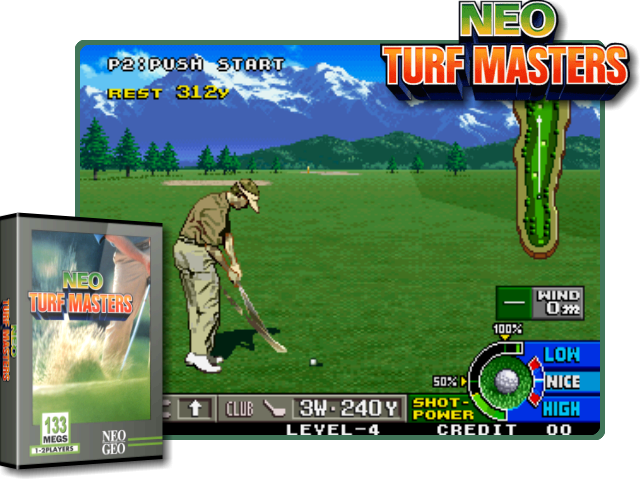 NEO
TURF MASTERS
P2:PUSH START
REST 312y
WIND
0m
100%
LOW
50%
NICE
SHOT-
POWER
HIGH
CLUB
3W·240Y
LEVEL-4
CREDIT 00
NEO
TURF MASTERS
NEO
TURF MASTERS
133
MEGS
1-2PLAYERS
NEO
GEO